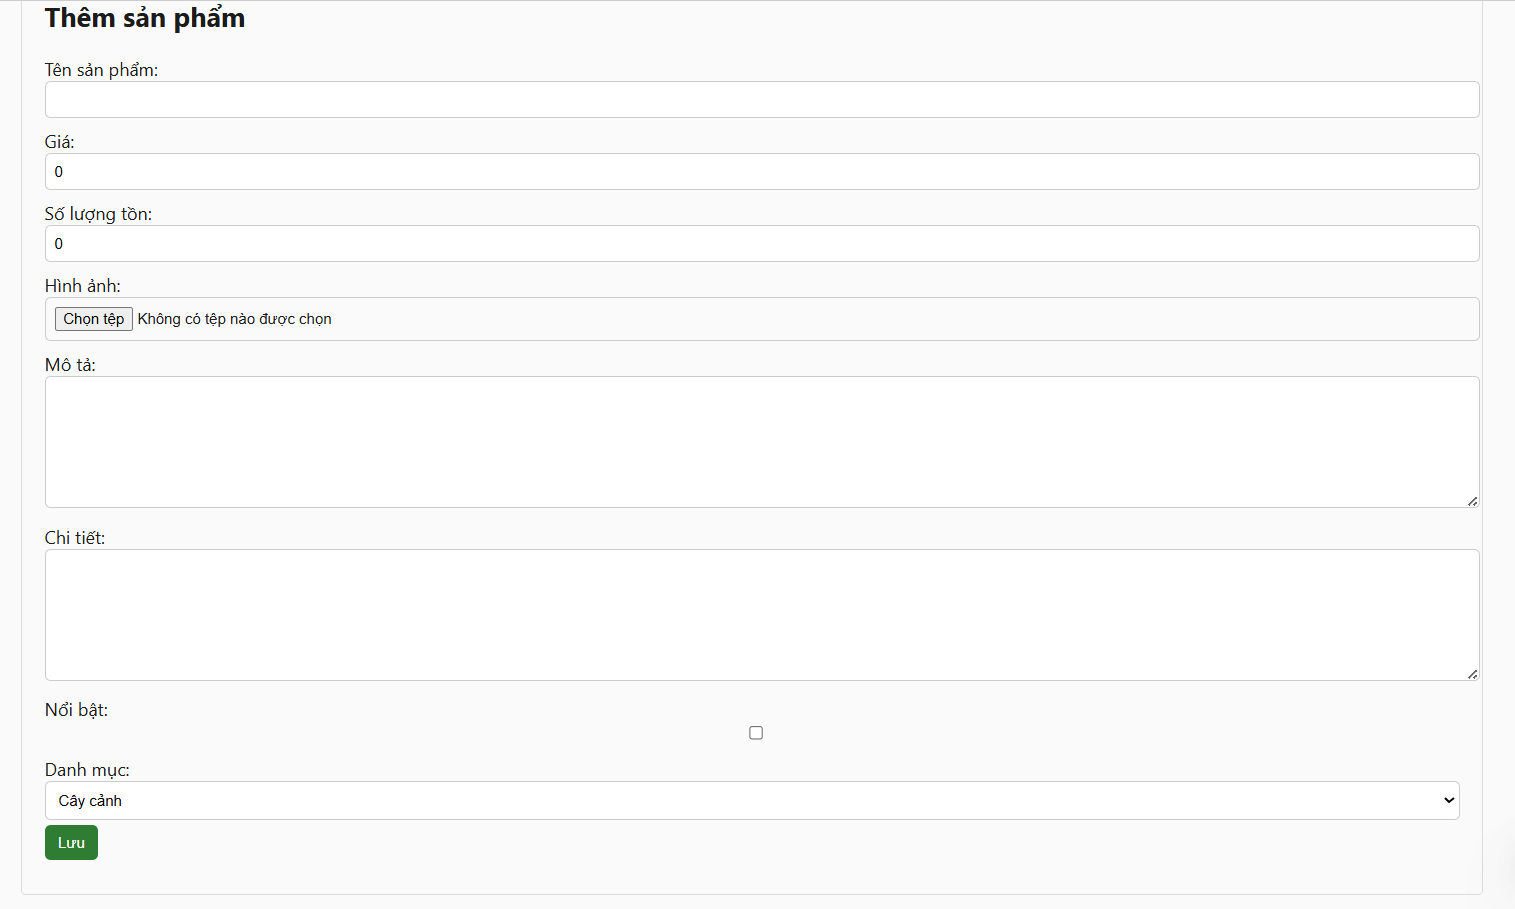 Thêm sản phẩm
Tên sản phẩm:
Giá:
0
Số lượng tồn:
0
Hình ảnh:
Chọn tệp Không có tệp nào được chọn
Mô tả:
Chi tiết:
Nổi bật:
Danh mục:
Cây cảnh
Lưu